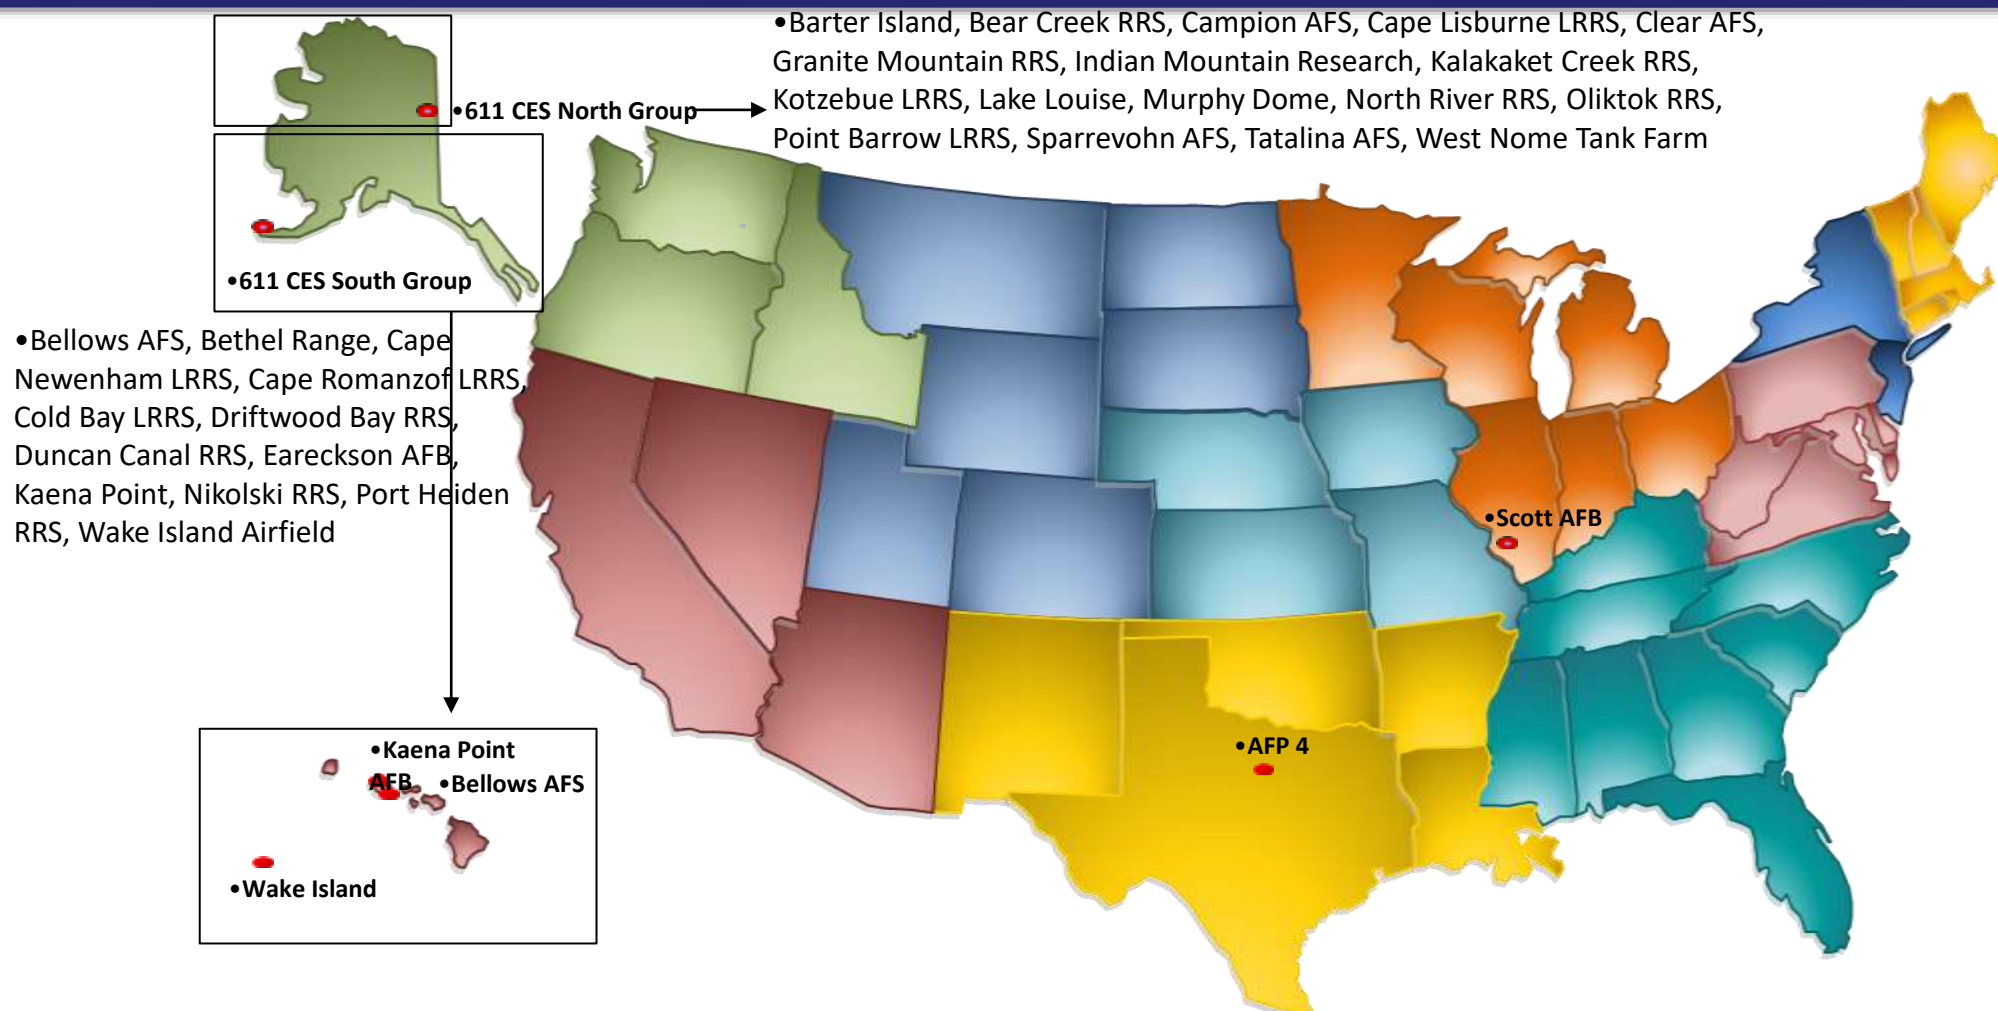 •Barter Island, Bear Creek RRS, Campion AFS, Cape Lisburne LRRS, Clear AFS,
Granite Mountain RRS, Indian Mountain Research, Kalakaket Creek RRS,
Kotzebue LRRS, Lake Louise, Murphy Dome, North River RRS, Oliktok RRS,
Point Barrow LRRS, Sparrevohn AFS, Tatalina AFS, West Nome Tank Farm
•611 CES North Group
•611 CES South Group
•Bellows AFS, Bethel Range, Cape
Newenham LRRS, Cape Romanzof LRRS,
Cold Bay LRRS, Driftwood Bay RRS,
Duncan Canal RRS, Eareckson AFB,
Kaena Point, Nikolski RRS, Port Heiden
RRS, Wake Island Airfield
•Scott AFB
•AFP 4
•Kaena Point
AFB
•Bellows AFS
•Wake Island